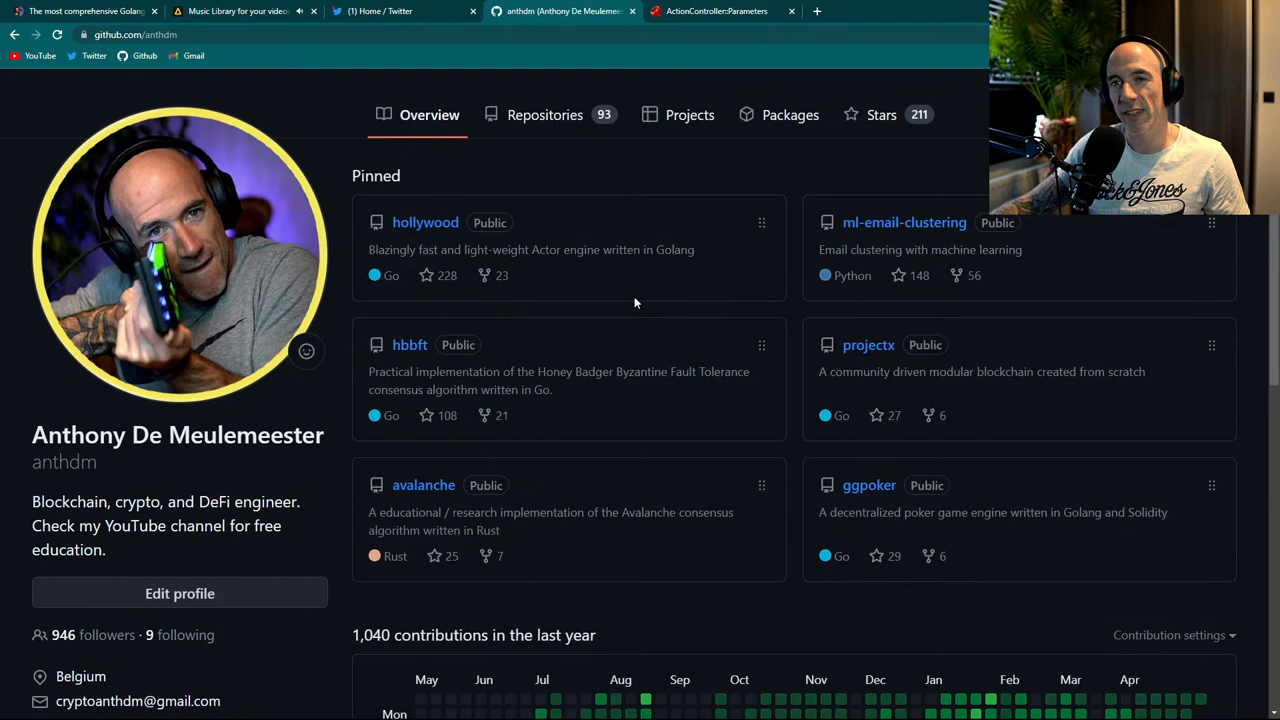 The most comprehensive Golang
Music Library for your video
(1) Home / Twitter
anthdm (Anthony De Meulemee
ActionController::Parameters
github.com/anthdm
YouTube
Twitter
Github
Gmail
Overview
Repositories 93
Projects
Packages
Stars 211
Pinned
hollywood Public
Blazingly fast and light-weight Actor engine written in Golang
Go 228 23
ml-email-clustering Public
Email clustering with machine learning
Python 148 56
hbbft Public
Practical implementation of the Honey Badger Byzantine Fault Tolerance
consensus algorithm written in Go.
Go 108 21
projectx Public
A community driven modular blockchain created from scratch
Go 27 6
avalanche Public
A educational / research implementation of the Avalanche consensus
algorithm written in Rust
Rust 25 7
ggpoker Public
A decentralized poker game engine written in Golang and Solidity
Go 29 6
Anthony De Meulemeester
anthdm
Blockchain, crypto, and DeFi engineer.
Check my YouTube channel for free
education.
Edit profile
946 followers · 9 following
Belgium
cryptoanthdm@gmail.com
1,040 contributions in the last year
Contribution settings
May Jun Jul Aug Sep Oct Nov Dec Jan Feb Mar Apr
Mon